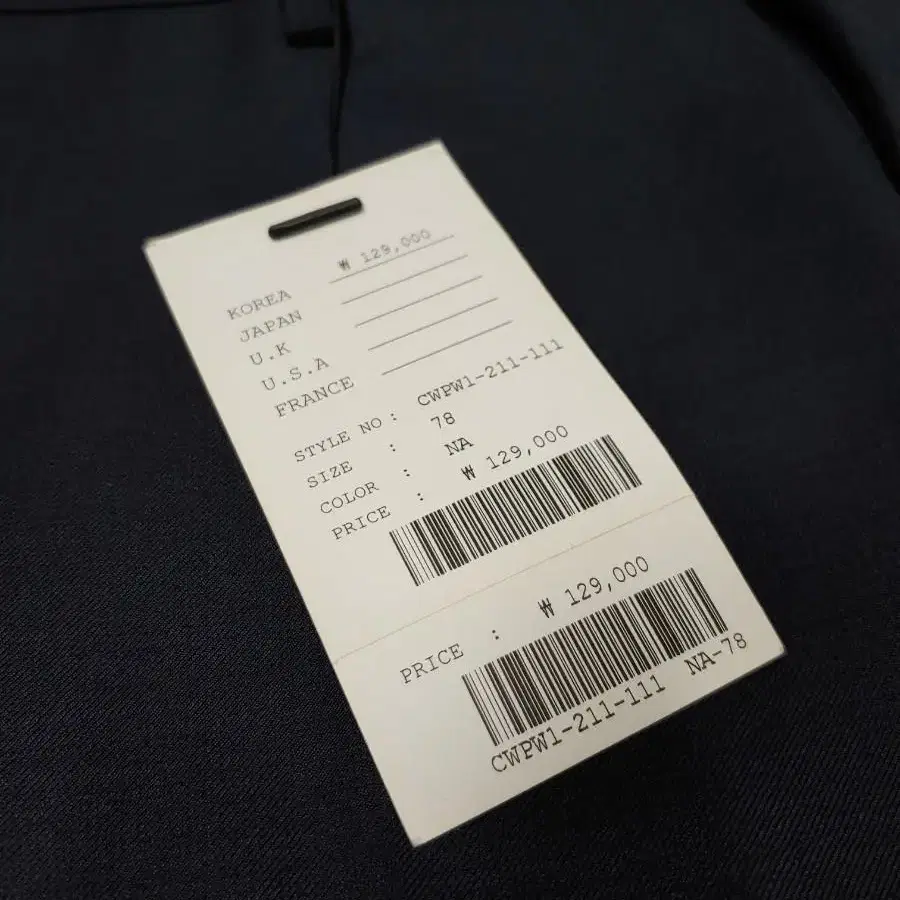 KOREA ₩ 129,000
JAPAN
U.K
U.S.A
FRANCE
STYLE NO : CWPW1-211-111
SIZE : 78
COLOR : NA
PRICE : ₩ 129,000
PRICE : ₩ 129,000
CWPW1-211-111 NA-78